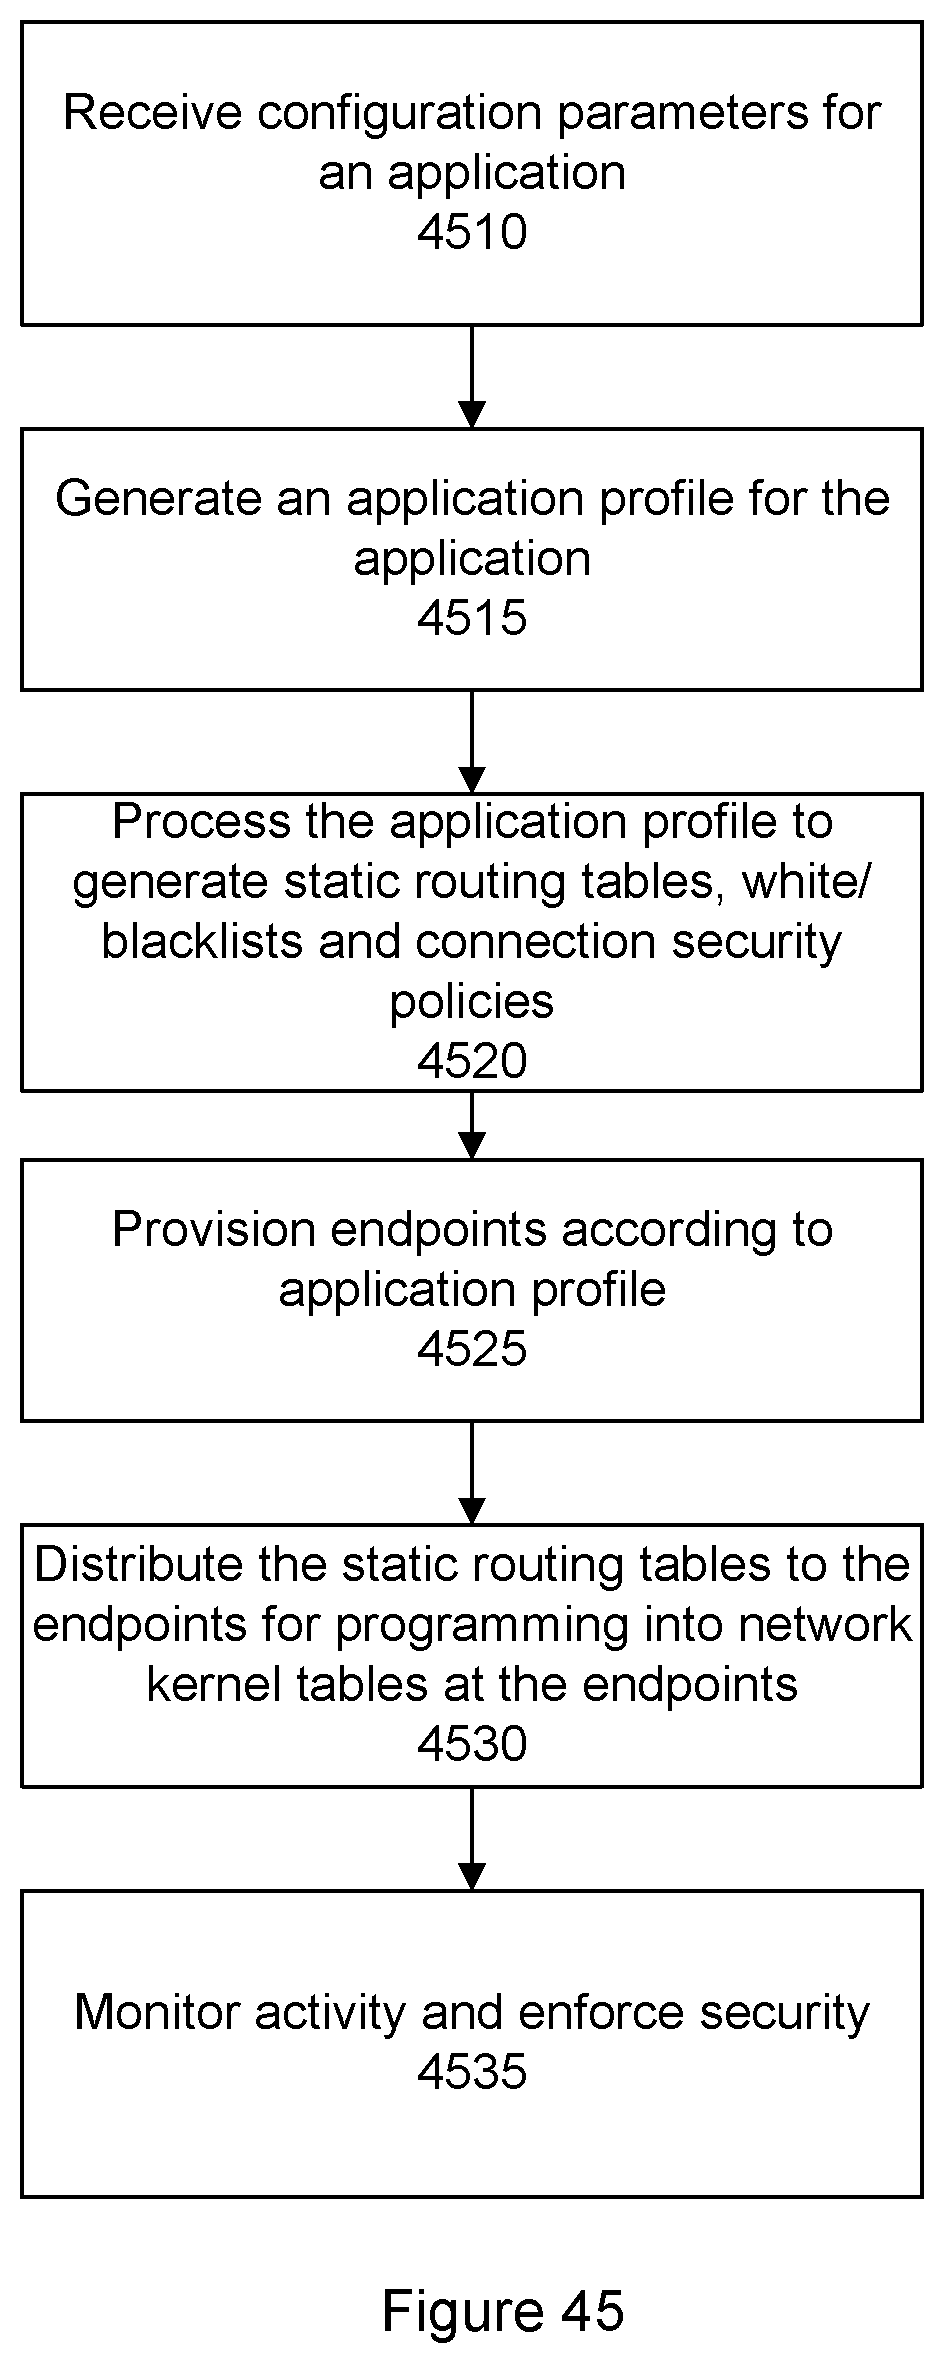 Receive configuration parameters for
an application
4510
Generate an application profile for the
application
4515
Process the application profile to
generate static routing tables, white/
blacklists and connection security
policies
4520
Provision endpoints according to
application profile
4525
Distribute the static routing tables to the
endpoints for programming into network
kernel tables at the endpoints
4530
Monitor activity and enforce security
4535
Figure 45